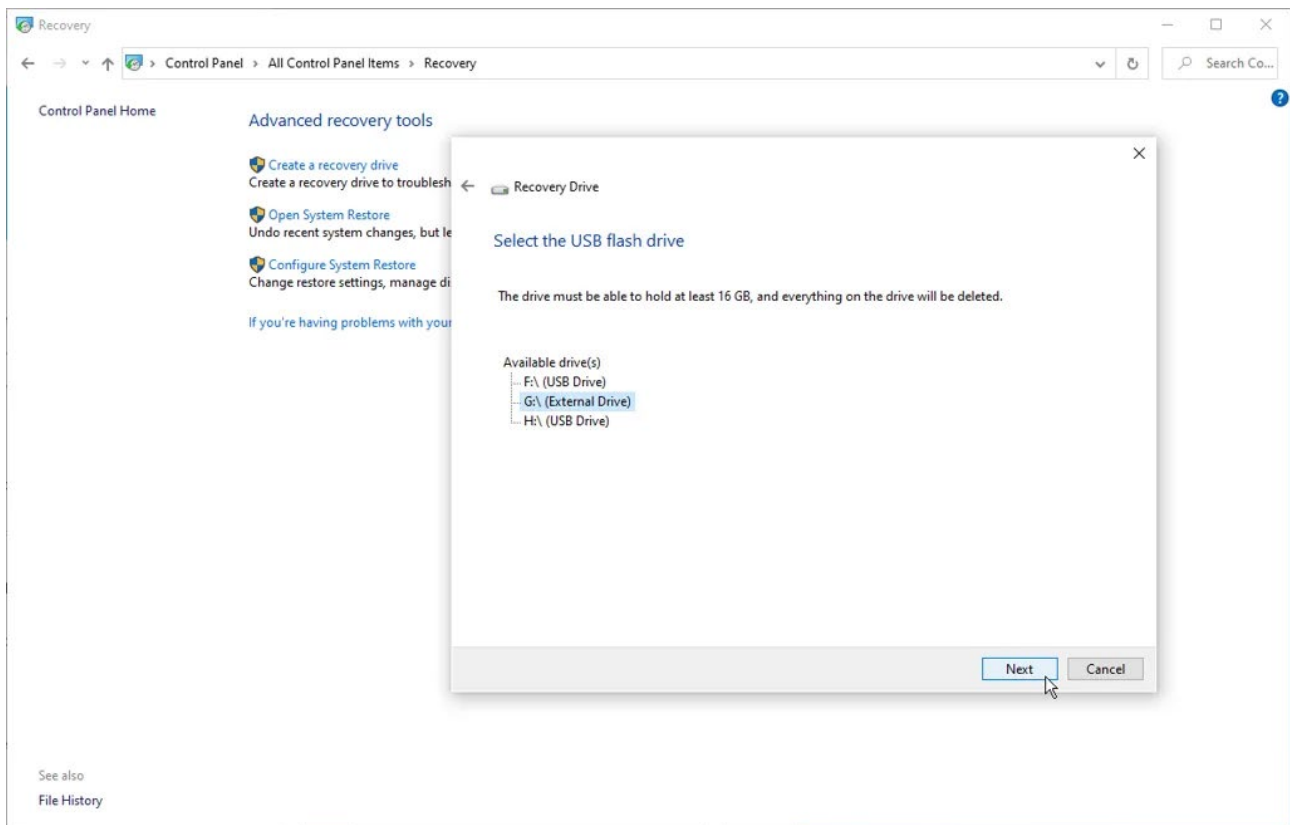 Recovery
Control Panel > All Control Panel Items > Recovery
Search Co...
Control Panel Home
Advanced recovery tools
Create a recovery drive
Create a recovery drive to troublesh
Open System Restore
Undo recent system changes, but le
Configure System Restore
Change restore settings, manage di
If you're having problems with your
Recovery Drive
Select the USB flash drive
The drive must be able to hold at least 16 GB, and everything on the drive will be deleted.
Available drive(s)
F:\ (USB Drive)
G:\ (External Drive)
H:\ (USB Drive)
Next
Cancel
See also
File History